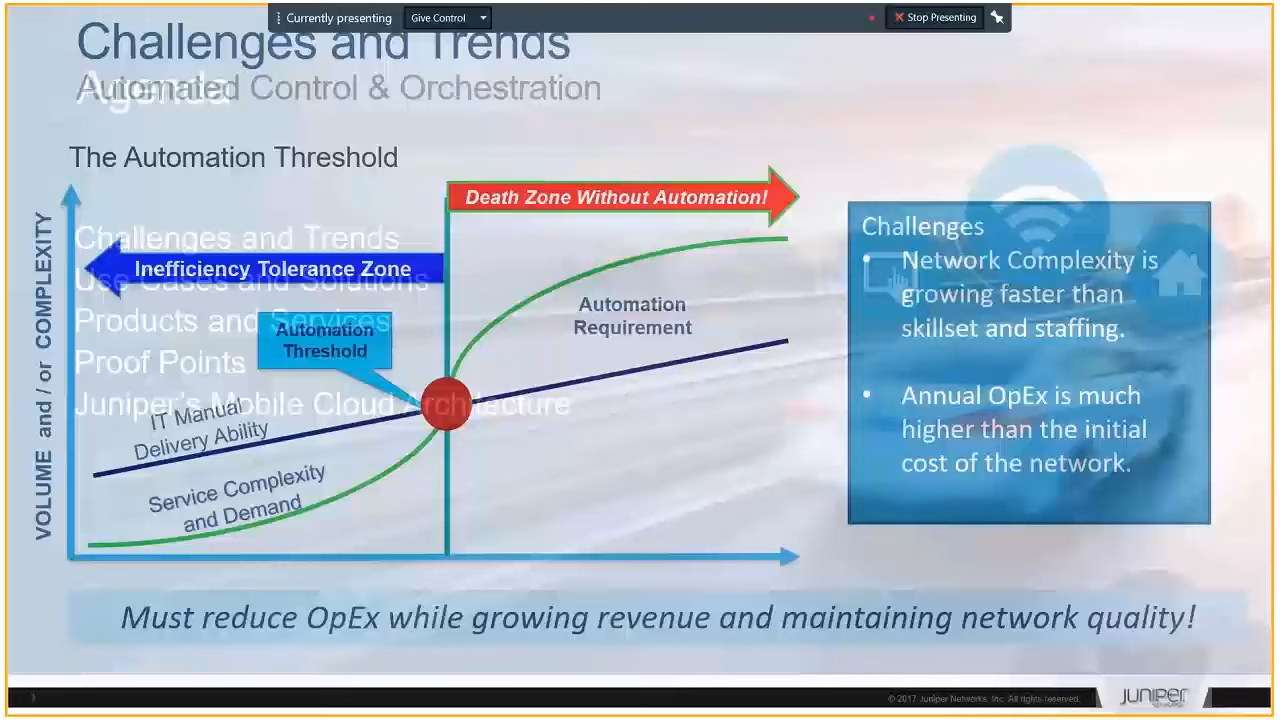 Currently presenting
Give Control
Stop Presenting
Challenges and Trends
Agenda
Automated Control & Orchestration
The Automation Threshold
Death Zone Without Automation!
Challenges and Trends
Inefficiency Tolerance Zone
Use Cases and Solutions
Products and Services
Automation
Threshold
Proof Points
Juniper's Mobile Cloud Architecture
Automation
Requirement
IT Manual
Delivery Ability
Service Complexity
and Demand
VOLUME and / or COMPLEXITY
Challenges
• Network Complexity is
growing faster than
skillset and staffing.
• Annual OpEx is much
higher than the initial
cost of the network.
Must reduce OpEx while growing revenue and maintaining network quality!
© 2017 Juniper Networks, Inc. All rights reserved.
JUNIPER
NETWORKS